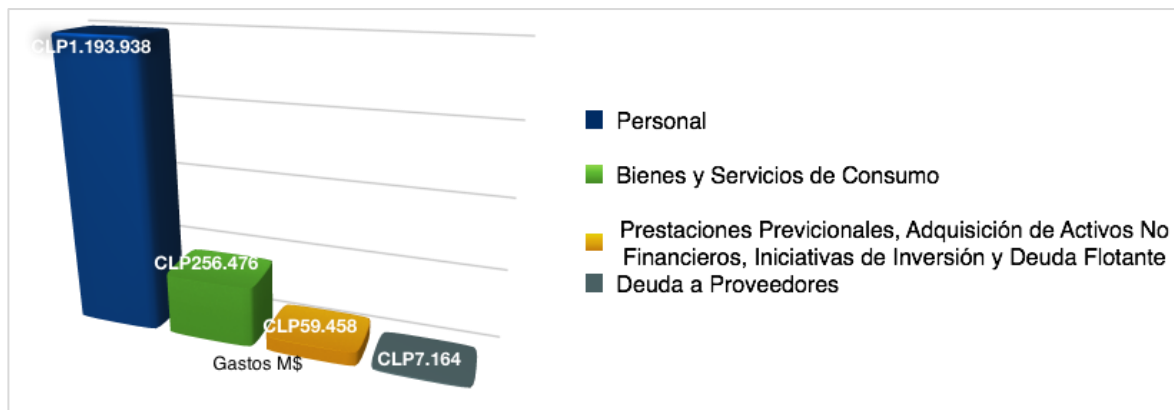 CLP1.193.938
CLP256.476
CLP59.458
CLP7.164
Gastos M$
Personal
Bienes y Servicios de Consumo
Prestaciones Previcionales, Adquisición de Activos No
Financieros, Iniciativas de Inversión y Deuda Flotante
Deuda a Proveedores